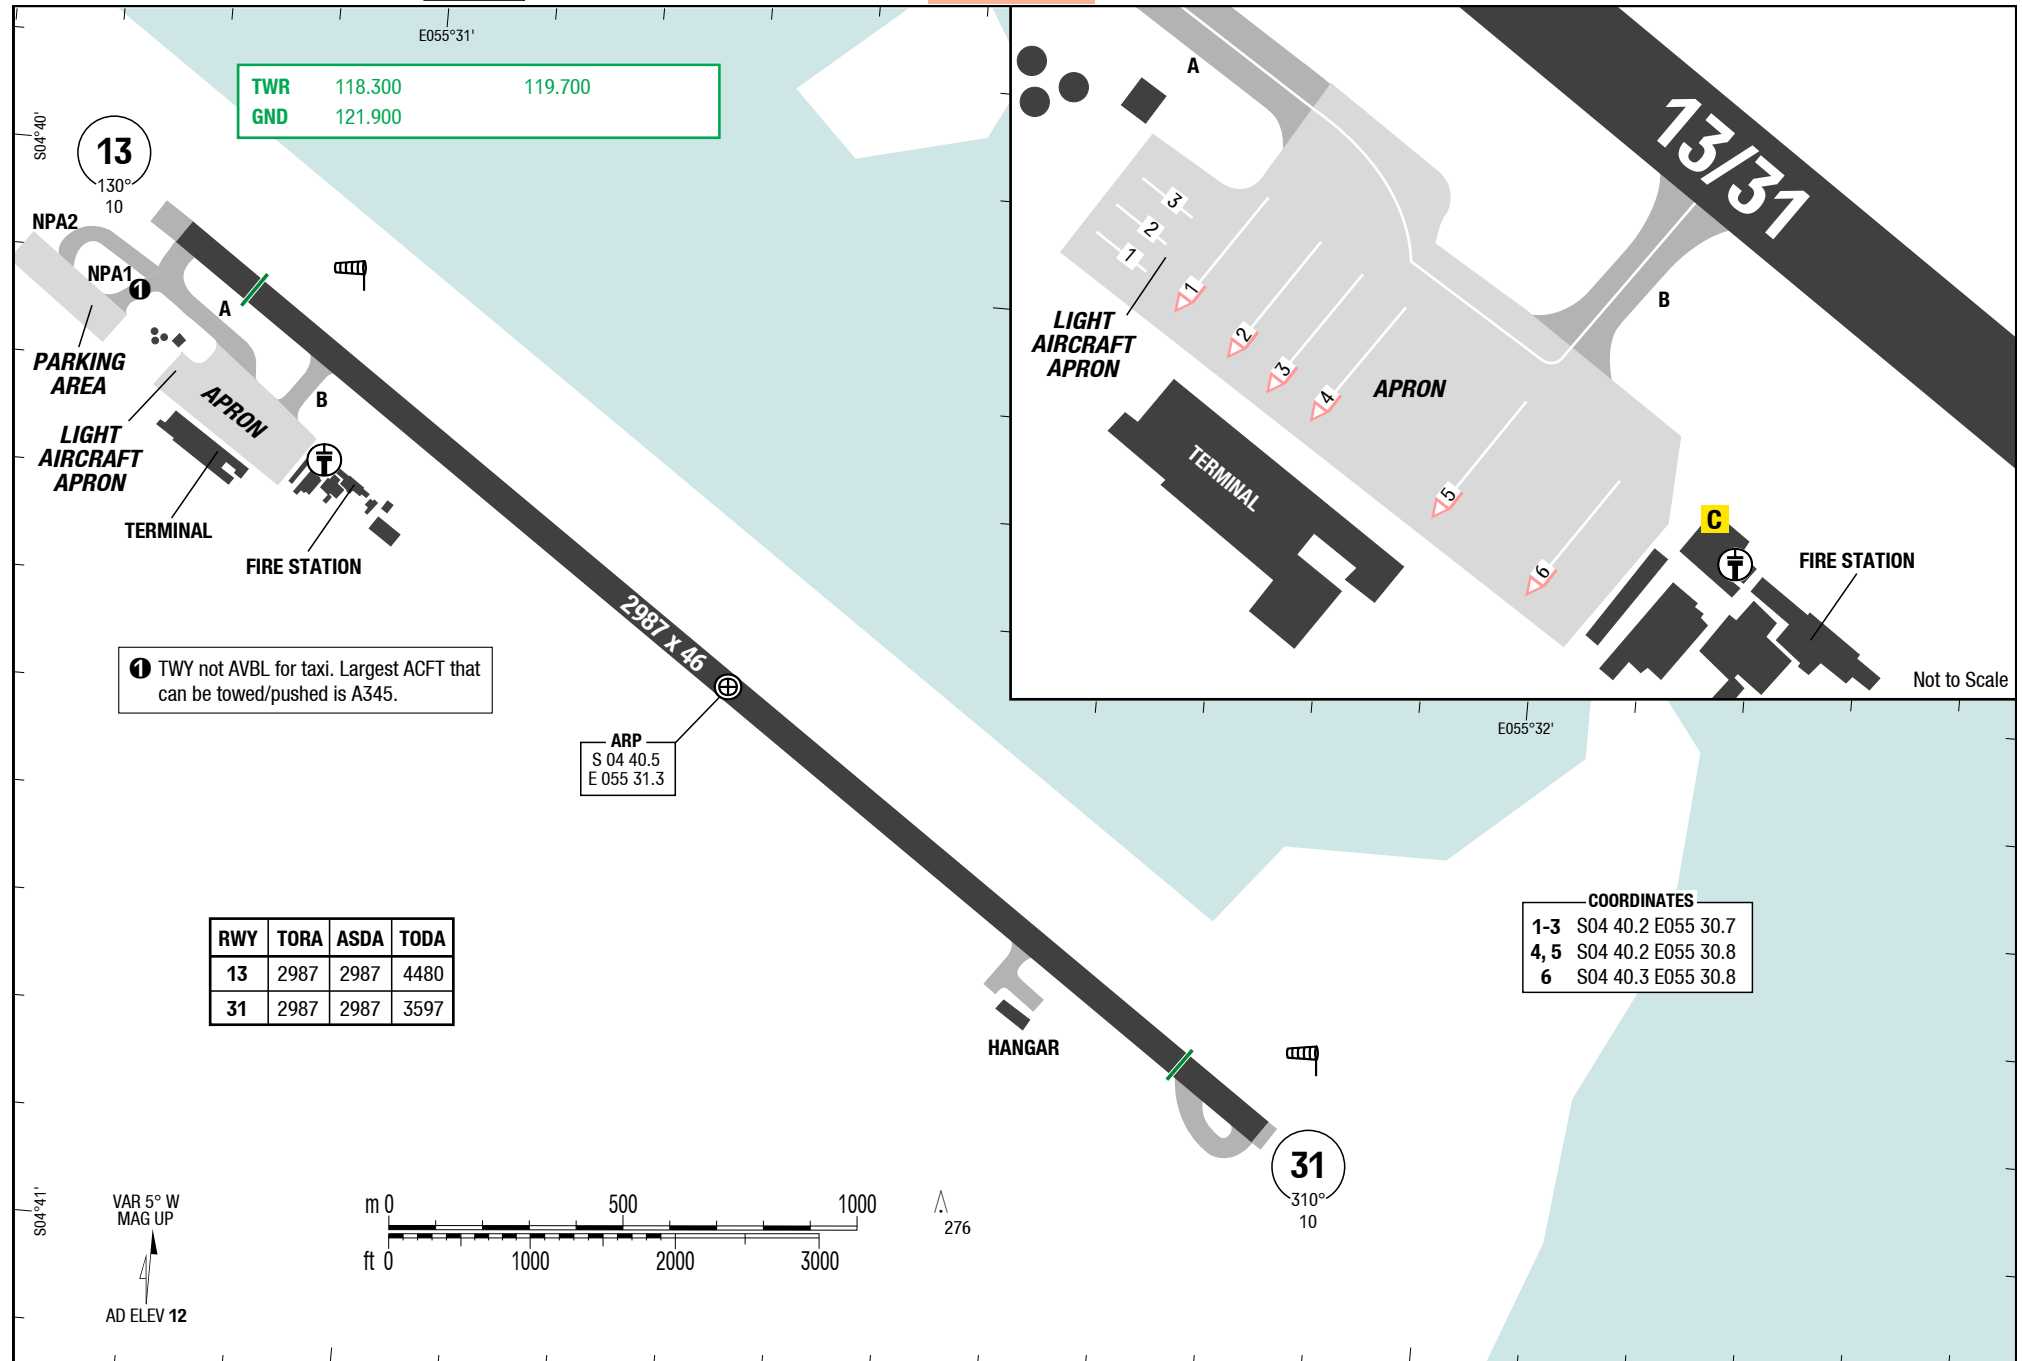 E055°31'
TWR 118.300 119.700
GND 121.900
S04°40'
13
130°
10
NPA2
NPA1
1
A
PARKING
AREA
APRON
B
LIGHT
AIRCRAFT
APRON
TERMINAL
FIRE STATION
2987 x 46
1 TWY not AVBL for taxi. Largest ACFT that
can be towed/pushed is A345.
ARP
S 04 40.5
E 055 31.3
RWY TORA ASDA TODA
13 2987 2987 4480
31 2987 2987 3597
HANGAR
31
310°
10
S04°41'
VAR 5° W
MAG UP
AD ELEV 12
m 0 500 1000
ft 0 1000 2000 3000
276
A
13/31
3
2
1
B
1
2
3
4
5
6
LIGHT
AIRCRAFT
APRON
APRON
TERMINAL
C
FIRE STATION
Not to Scale
E055°32'
COORDINATES
1-3 S04 40.2 E055 30.7
4, 5 S04 40.2 E055 30.8
6 S04 40.3 E055 30.8